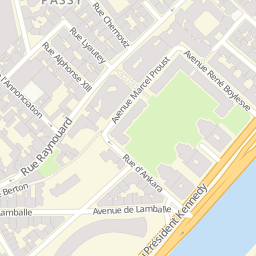 PASSY
Rue Chernoviz
Rue Lyautey
Rue Alphonse XIII
l'Annonciation
Avenue Marcel Proust
Avenue René Boylesve
Rue Raynouard
Rue d'Ankara
Berton
Lamballe
Avenue de Lamballe
Président Kennedy